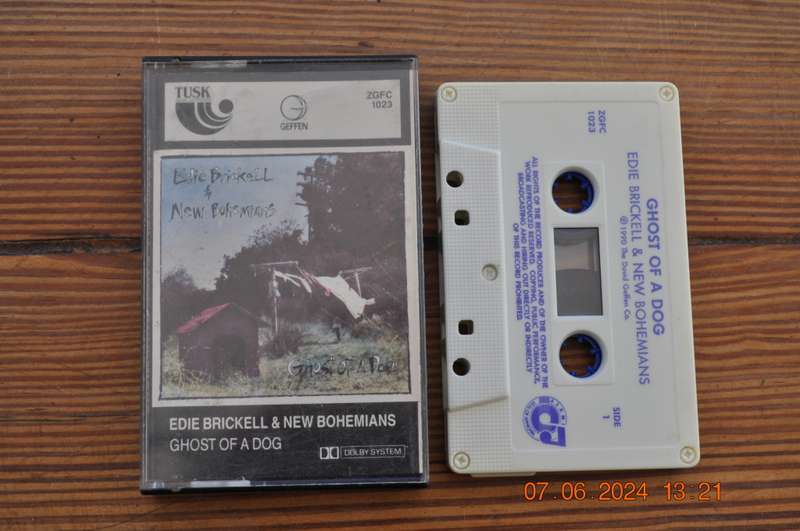 TUSK
GEFFEN
ZGFC
1023
Edie Brickell
&
New Bohemians
Ghost of a Dog
EDIE BRICKELL & NEW BOHEMIANS
GHOST OF A DOG
DOLBY SYSTEM
ZGFC
1023
GHOST OF A DOG
EDIE BRICKELL & NEW BOHEMIANS
℗ 1990 The David Geffen Co.
ALL RIGHTS OF THE RECORD PRODUCER AND OF THE OWNER OF THE
WORK REPRODUCED RESERVED. COPYING, PUBLIC PERFORMANCE,
BROADCASTING AND HIRING OUT DIRECTLY OR INDIRECTLY
OF THIS RECORD PROHIBITED.
SIDE
1
07.06.2024 13:21